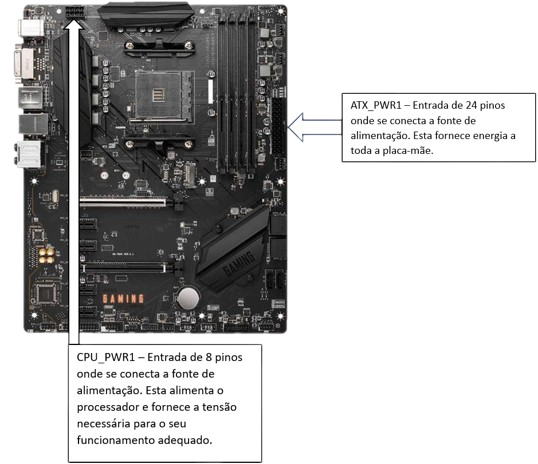 ATX_PWR1 – Entrada de 24 pinos
onde se conecta a fonte de
alimentação. Esta fornece energia a
toda a placa-mãe.
GAMING
GAMING
CPU_PWR1 – Entrada de 8 pinos
onde se conecta a fonte de
alimentação. Esta alimenta o
processador e fornece a tensão
necessária para o seu
funcionamento adequado.